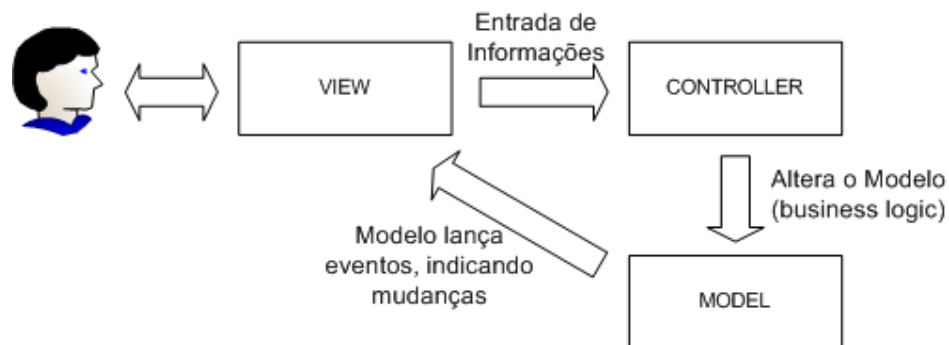 Entrada de
Informações
VIEW
CONTROLLER
Altera o Modelo
(business logic)
Modelo lança
eventos, indicando
mudanças
MODEL